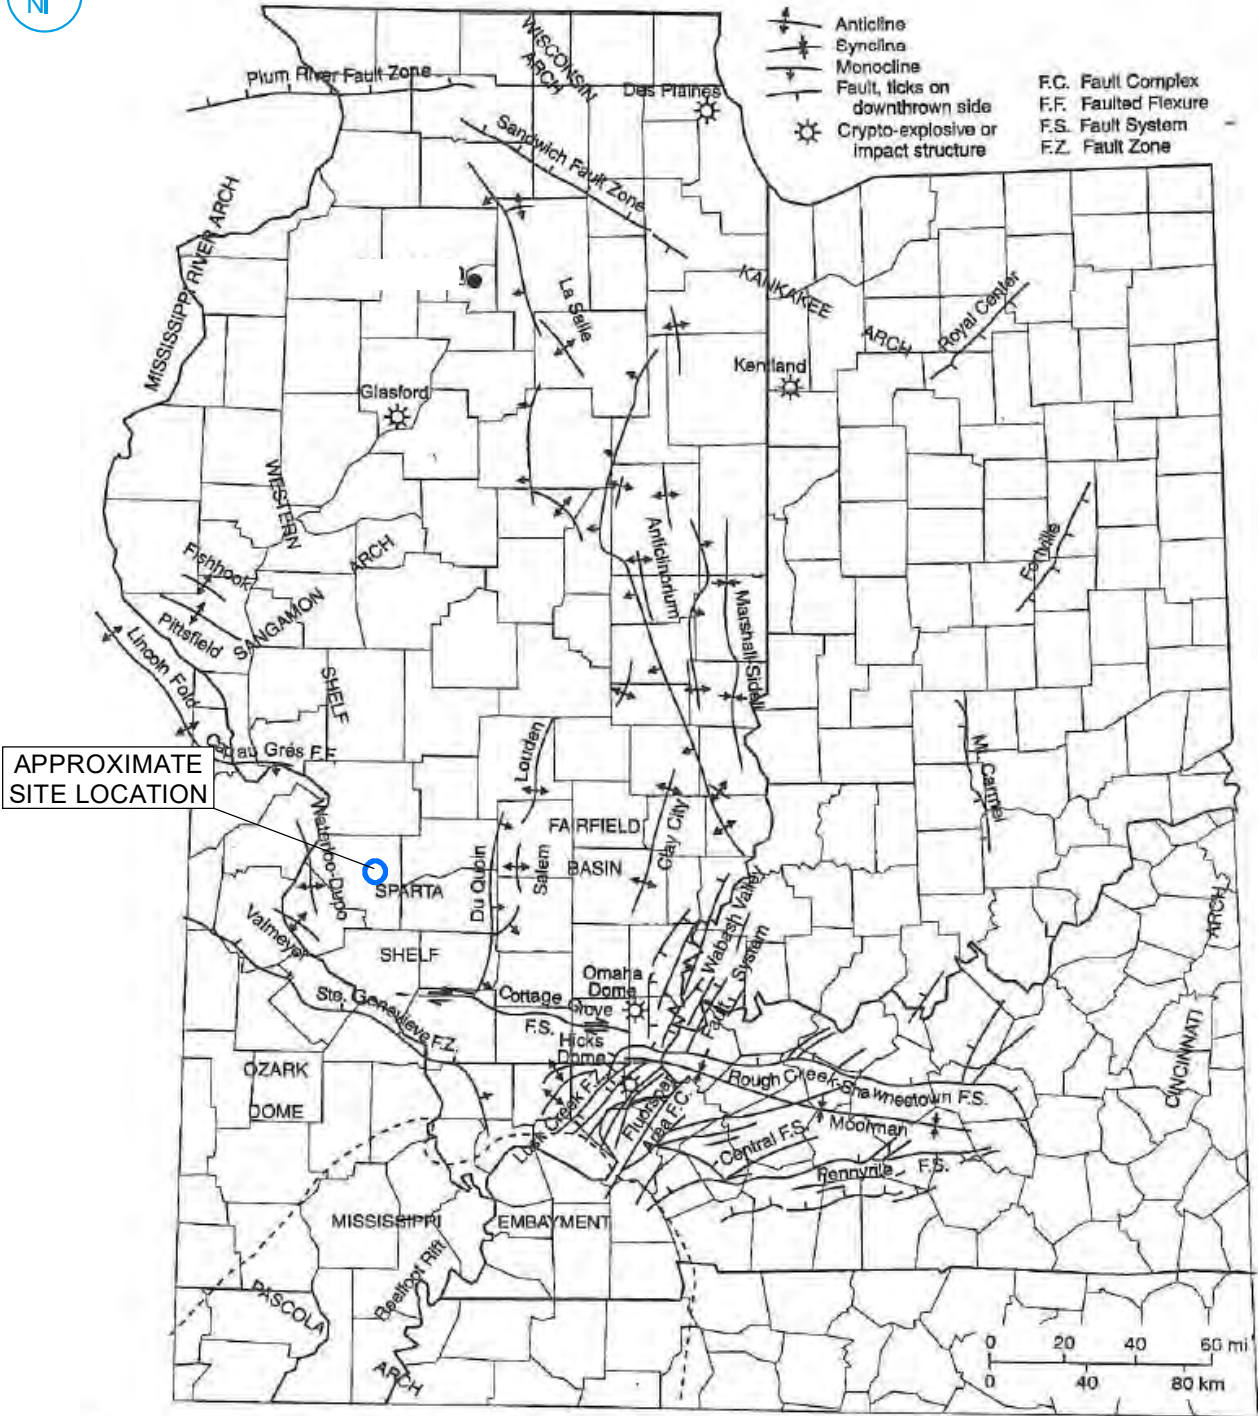 N
Anticline
Syncline
Monocline
Fault, ticks on
downthrown side
Crypto-explosive or
impact structure
F.C. Fault Complex
F.F. Faulted Flexure
F.S. Fault System
F.Z. Fault Zone
WISCONSIN
ARCH
Plum River Fault Zone
Des Plaines
Sandwich Fault Zone
MISSISSIPPI RIVER ARCH
KANKAKEE
ARCH
La Salle
Royal Center
Kentland
Glasford
WESTERN
Fortville
Anticlinorium
ARCH
Fishhook
SANGAMON
Pittsfield
Lincoln Fold
Marshall-Sidell
SHELF
Cap au Grés F.F.
Louden
Mt. Carmel
APPROXIMATE
SITE LOCATION
Waterloo-Dupo
FAIRFIELD
BASIN
Clay City
Du Quoin
Salem
SPARTA
SHELF
Valmeyer
Wabash Valley
Fault System
ARCH
CINCINNATI
Omaha
Dome
Ste. Genevieve F.Z.
Cottage Grove
F.S.
Hicks
Dome
OZARK
DOME
Rough Creek-Shawneetown F.S.
Lusk Creek F.Z.
Fluorspar
Area F.C.
Moorman
Central F.S.
Pennyrile F.S.
MISSISSIPPI
EMBAYMENT
Reelfoot Rift
PASCOLA
ARCH
0 20 40 60 mi
0 40 80 km